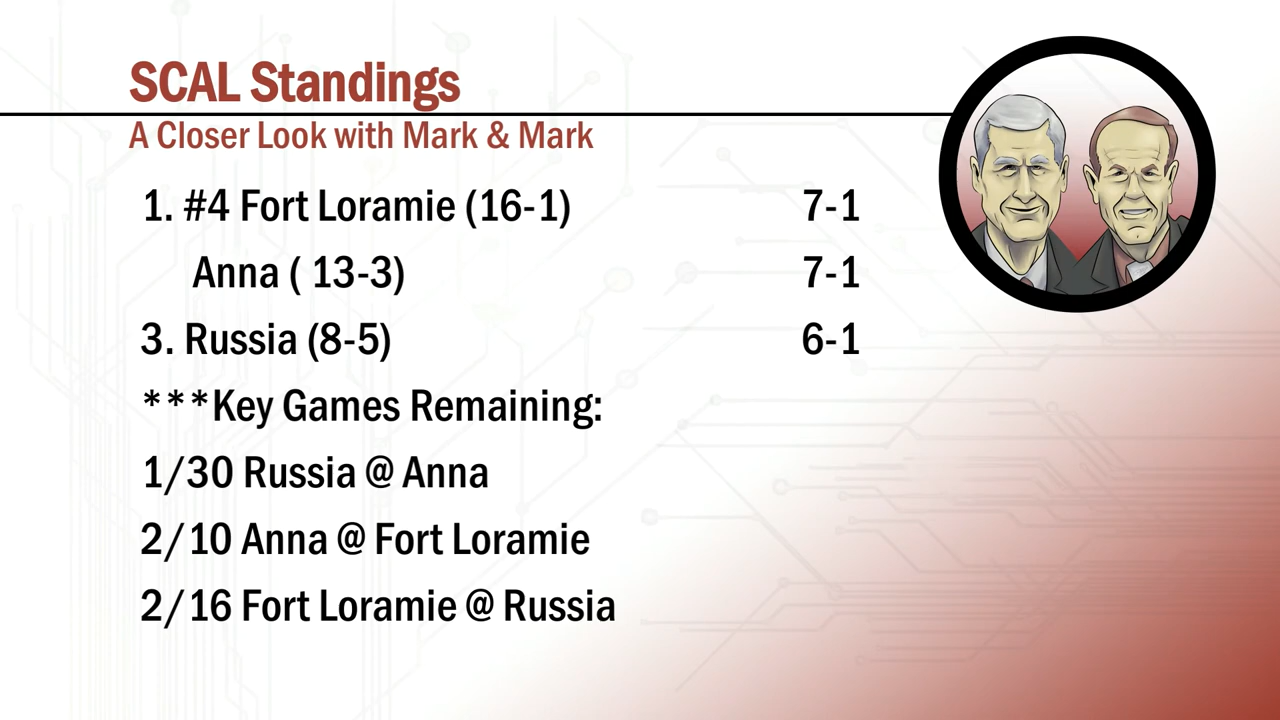 SCAL Standings
A Closer Look with Mark & Mark
1. #4 Fort Loramie (16-1) 7-1
Anna ( 13-3) 7-1
3. Russia (8-5) 6-1
***Key Games Remaining:
1/30 Russia @ Anna
2/10 Anna @ Fort Loramie
2/16 Fort Loramie @ Russia